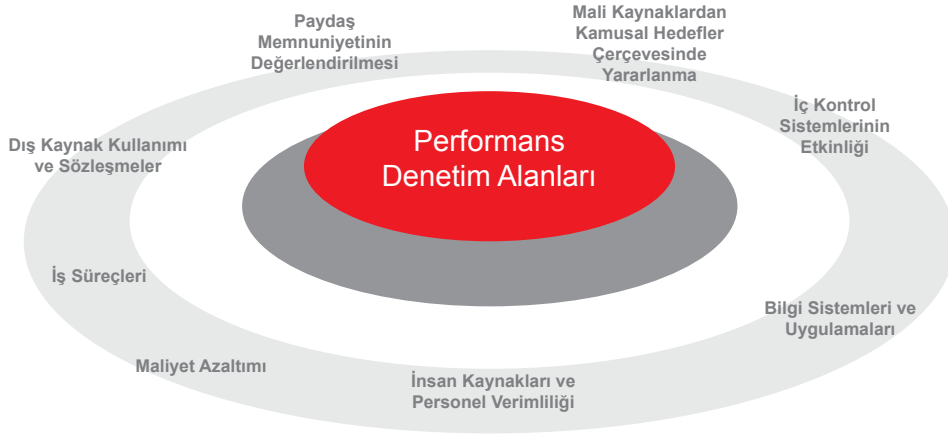 Performans
Denetim Alanları
Paydaş
Memnuniyetinin
Değerlendirilmesi
Mali Kaynaklardan
Kamusal Hedefler
Çerçevesinde
Yararlanma
İç Kontrol
Sistemlerinin
Etkinliği
Bilgi Sistemleri ve
Uygulamaları
İnsan Kaynakları ve
Personel Verimliliği
Maliyet Azaltımı
İş Süreçleri
Dış Kaynak Kullanımı
ve Sözleşmeler